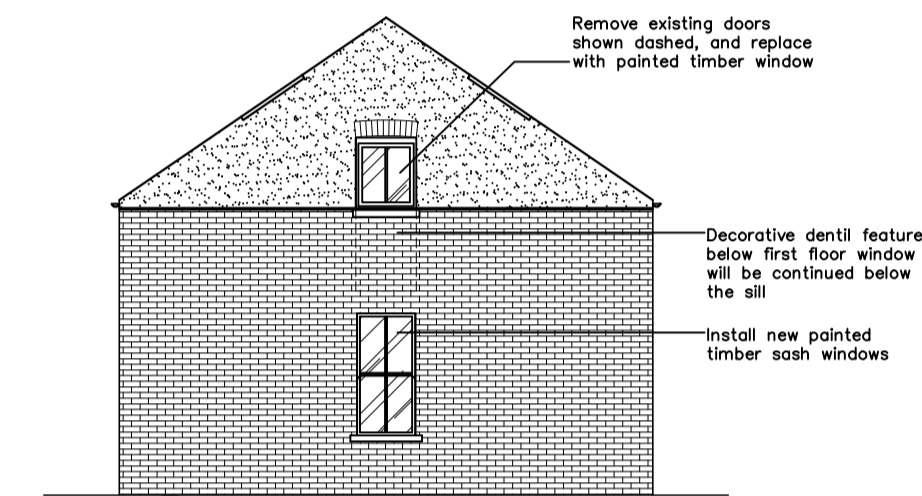 Remove existing doors
shown dashed, and replace
with painted timber window
Decorative dentil feature
below first floor window
will be continued below
the sill
Install new painted
timber sash windows